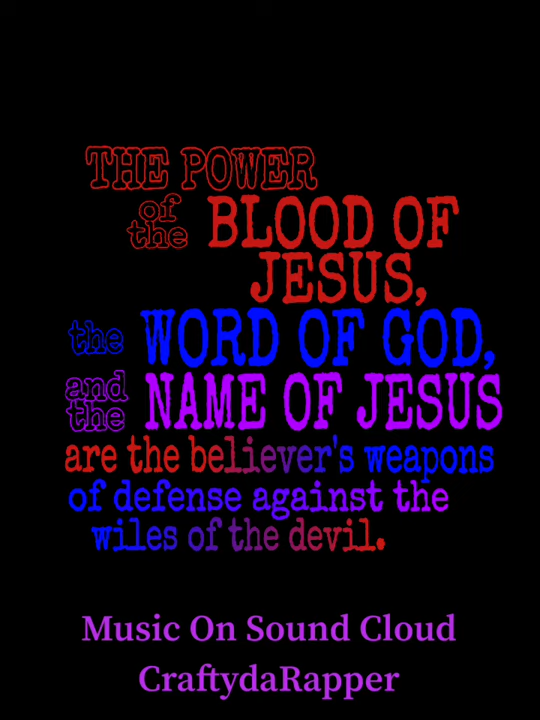 THE POWER
of
the BLOOD OF
JESUS,
the WORD OF GOD,
and
the NAME OF JESUS
are the believer's weapons
of defense against the
wiles of the devil.
Music On Sound Cloud
CraftydaRapper